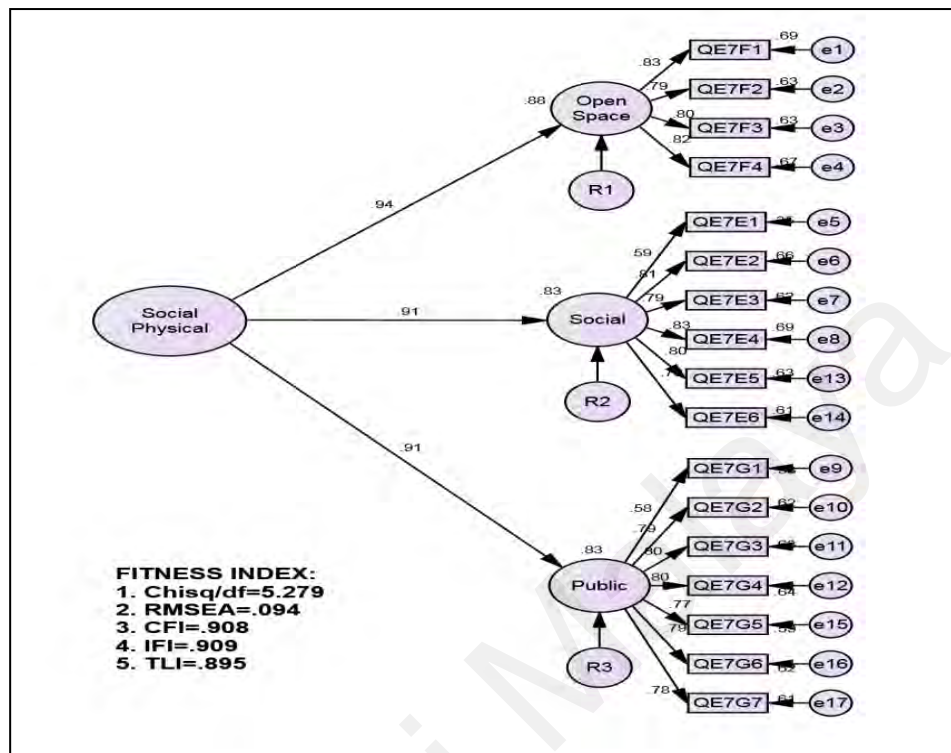 .69
QE7F1
e1
.83
.63
QE7F2
e2
.79
.88
Open
Space
.80
.63
QE7F3
e3
.82
.67
QE7F4
e4
R1
.94
QE7E1
e5
.59
.66
QE7E2
e6
.81
Social
Physical
.91
.83
Social
.79
.62
QE7E3
e7
.83
.69
QE7E4
e8
.80
.63
QE7E5
e13
.61
QE7E6
e14
R2
.91
QE7G1
e9
.58
.62
QE7G2
e10
.79
QE7G3
e11
.80
.83
Public
.80
QE7G4
e12
.64
.77
QE7G5
e15
.59
.79
QE7G6
e16
.62
.78
QE7G7
e17
.61
R3
FITNESS INDEX:
1. Chisq/df=5.279
2. RMSEA=.094
3. CFI=.908
4. IFI=.909
5. TLI=.895